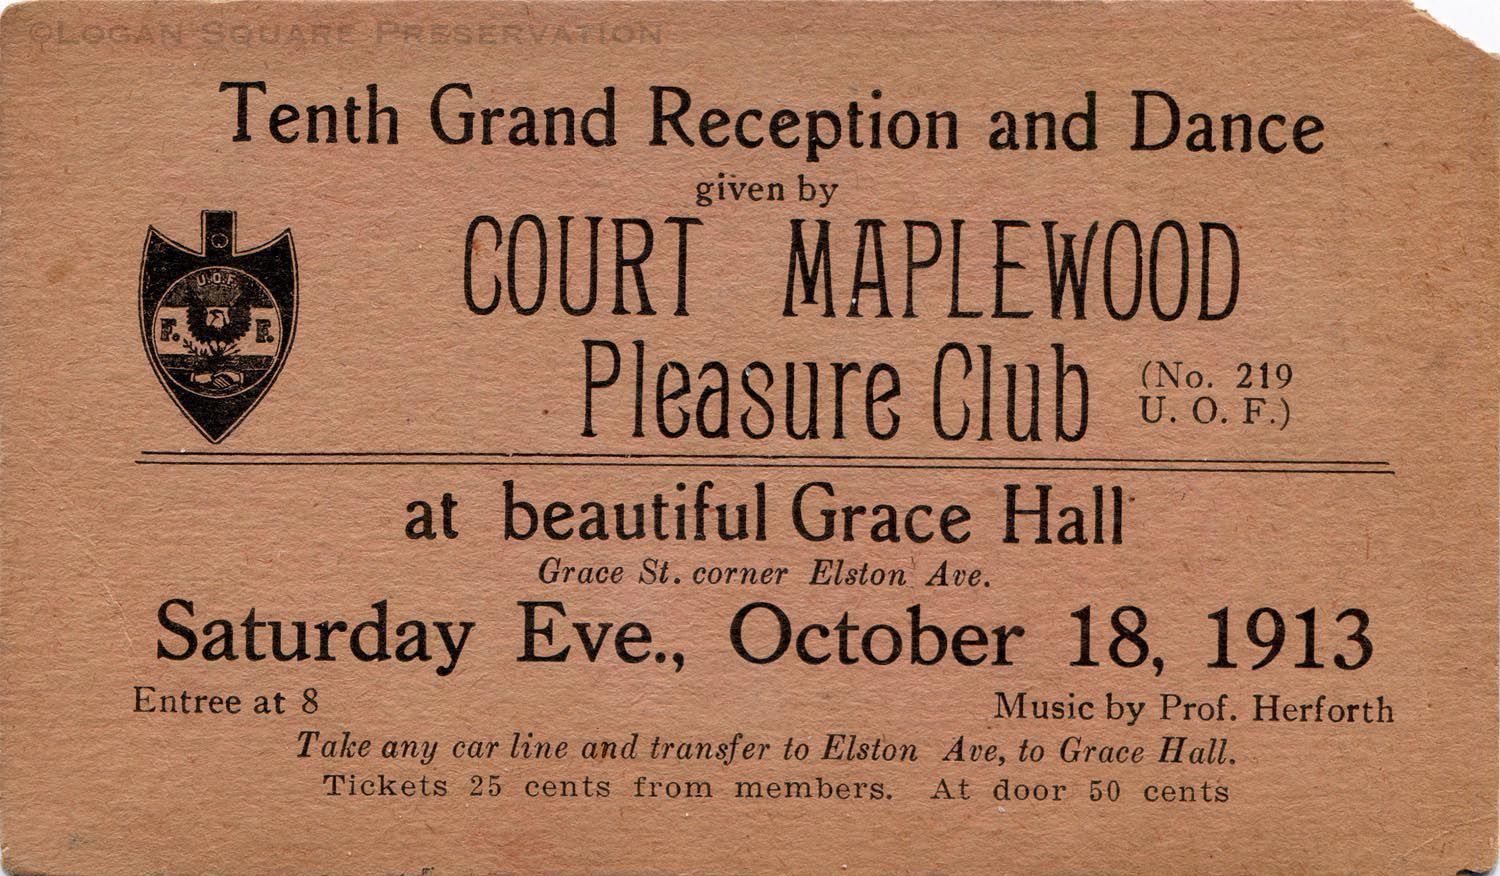 ©Logan Square Preservation
Tenth Grand Reception and Dance
given by
COURT MAPLEWOOD
Pleasure Club (No. 219
U. O. F.)
U.O.F.
F. F.
at beautiful Grace Hall
Grace St. corner Elston Ave.
Saturday Eve., October 18, 1913
Entree at 8 Music by Prof. Herforth
Take any car line and transfer to Elston Ave, to Grace Hall.
Tickets 25 cents from members. At door 50 cents